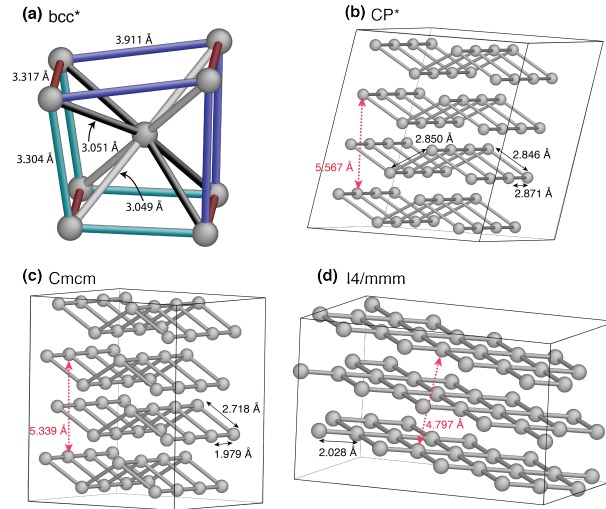 (a) bcc*
3.911 Å
3.317 Å
3.051 Å
3.304 Å
3.049 Å
(b) CP*
2.850 Å
2.846 Å
5.567 Å
2.871 Å
(c) Cmcm
2.718 Å
5.339 Å
1.979 Å
(d) I4/mmm
4.797 Å
2.028 Å